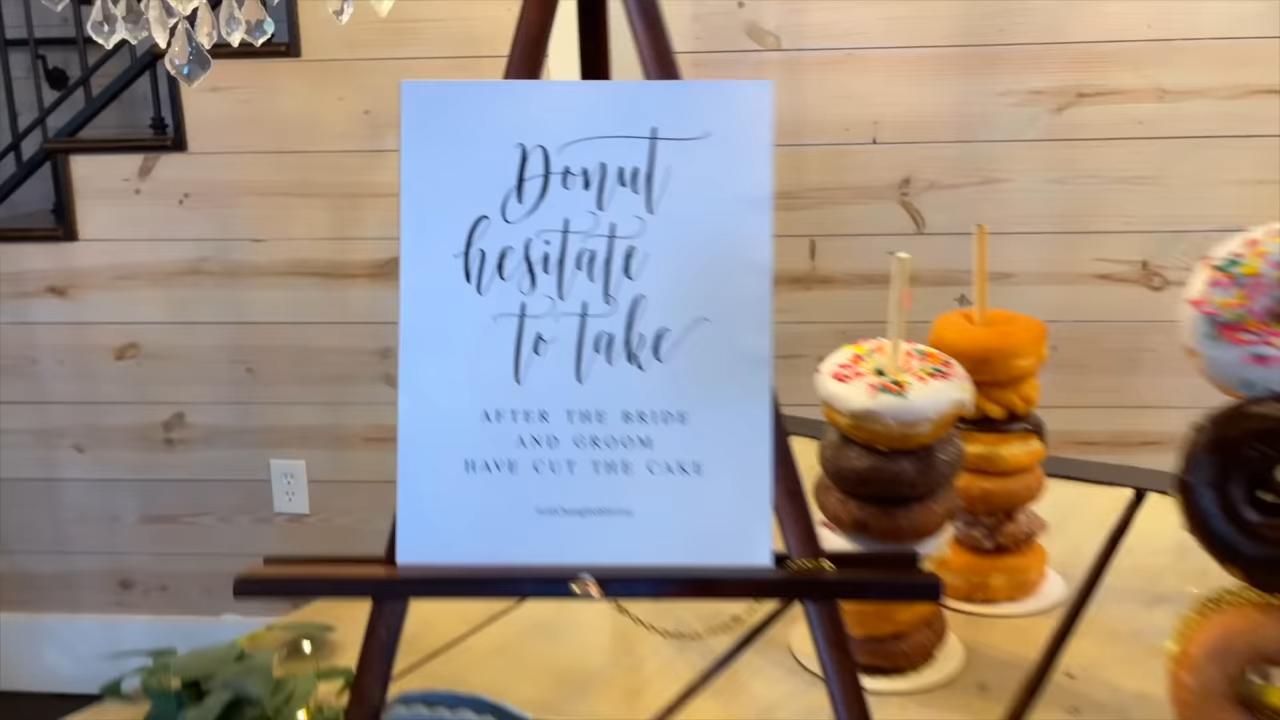 Donut
hesitate
to take
AFTER THE BRIDE
AND GROOM
HAVE CUT THE CAKE